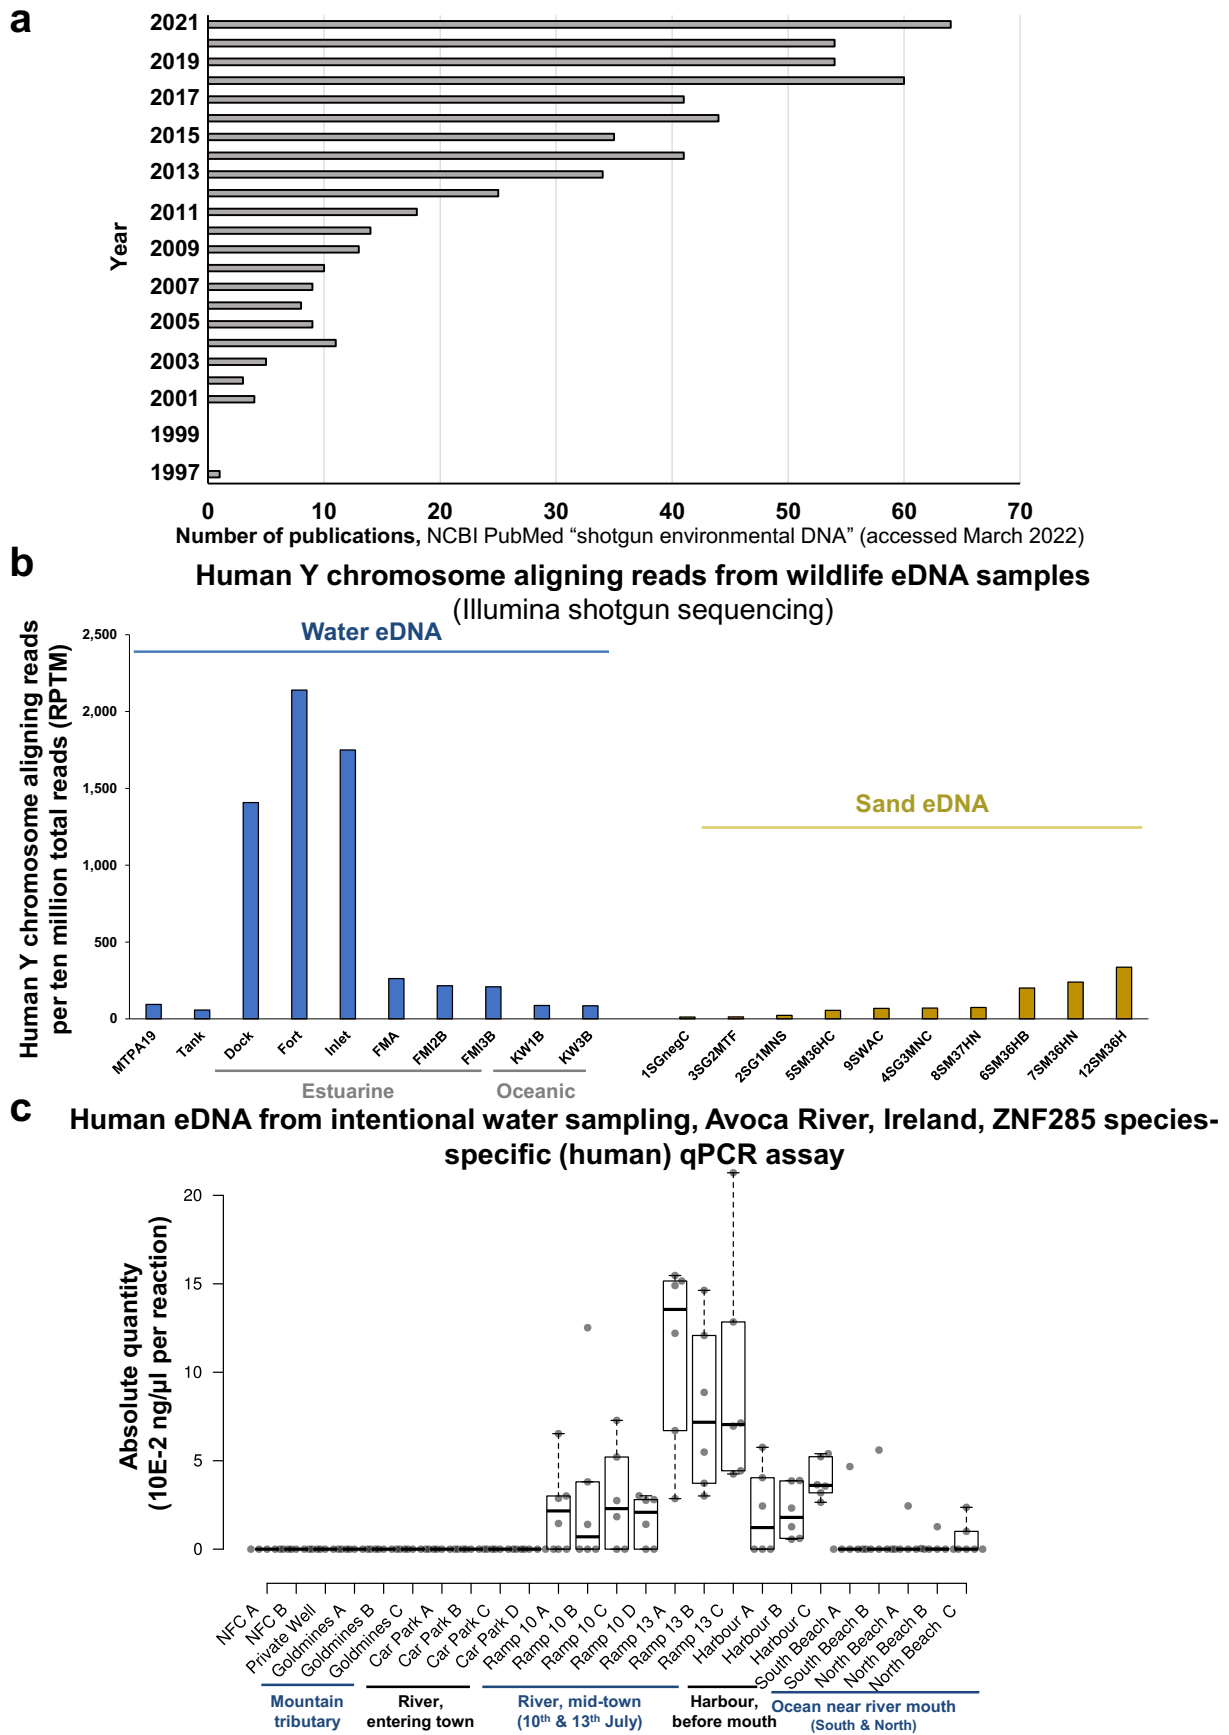 a
2021
2019
2017
2015
2013
2011
2009
2007
2005
2003
2001
1999
1997
Year
0 10 20 30 40 50 60 70
Number of publications, NCBI PubMed “shotgun environmental DNA” (accessed March 2022)
b
Human Y chromosome aligning reads from wildlife eDNA samples
(Illumina shotgun sequencing)
Human Y chromosome aligning reads
per ten million total reads (RPTM)
2,500
2,000
1,500
1,000
500
0
Water eDNA
Sand eDNA
MTPA19 Tank Dock Fort Inlet FMA FMI2B FMI3B KW1B KW3B 1SGnegC 3SG2MTF 2SG1MNS 5SM36HC 9SWAC 4SG3MNC 8SM37HN 6SM36HB 7SM36HN 12SM36H
Estuarine Oceanic
c
Human eDNA from intentional water sampling, Avoca River, Ireland, ZNF285 species-
specific (human) qPCR assay
Absolute quantity
(10E-2 ng/µl per reaction)
20
15
10
5
0
NFC A NFC B Private Well Goldmines A Goldmines B Goldmines C Car Park A Car Park B Car Park C Car Park D Ramp 10 A Ramp 10 B Ramp 10 C Ramp 10 D Ramp 13 A Ramp 13 B Ramp 13 C Harbour A Harbour B Harbour C South Beach A South Beach B North Beach A North Beach B North Beach C
Mountain
tributary
River,
entering town
River, mid-town
(10th & 13th July)
Harbour,
before mouth
Ocean near river mouth
(South & North)